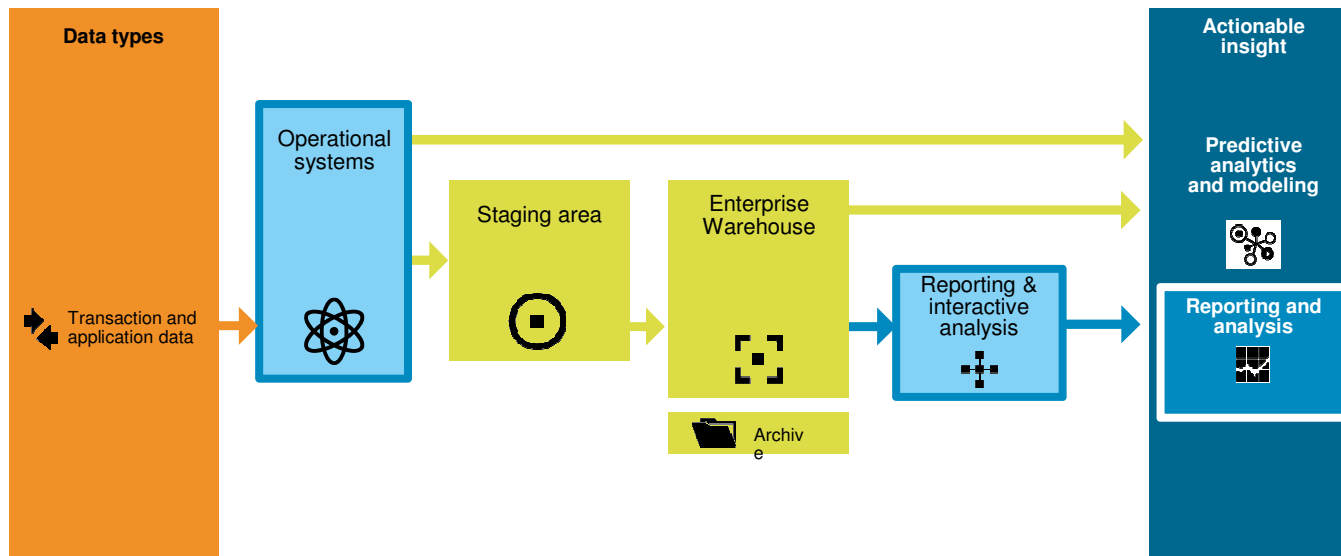 Data types
Transaction and
application data
Operational
systems
Staging area
Enterprise
Warehouse
Archiv
e
Reporting &
interactive
analysis
Actionable
insight
Predictive
analytics
and modeling
Reporting and
analysis